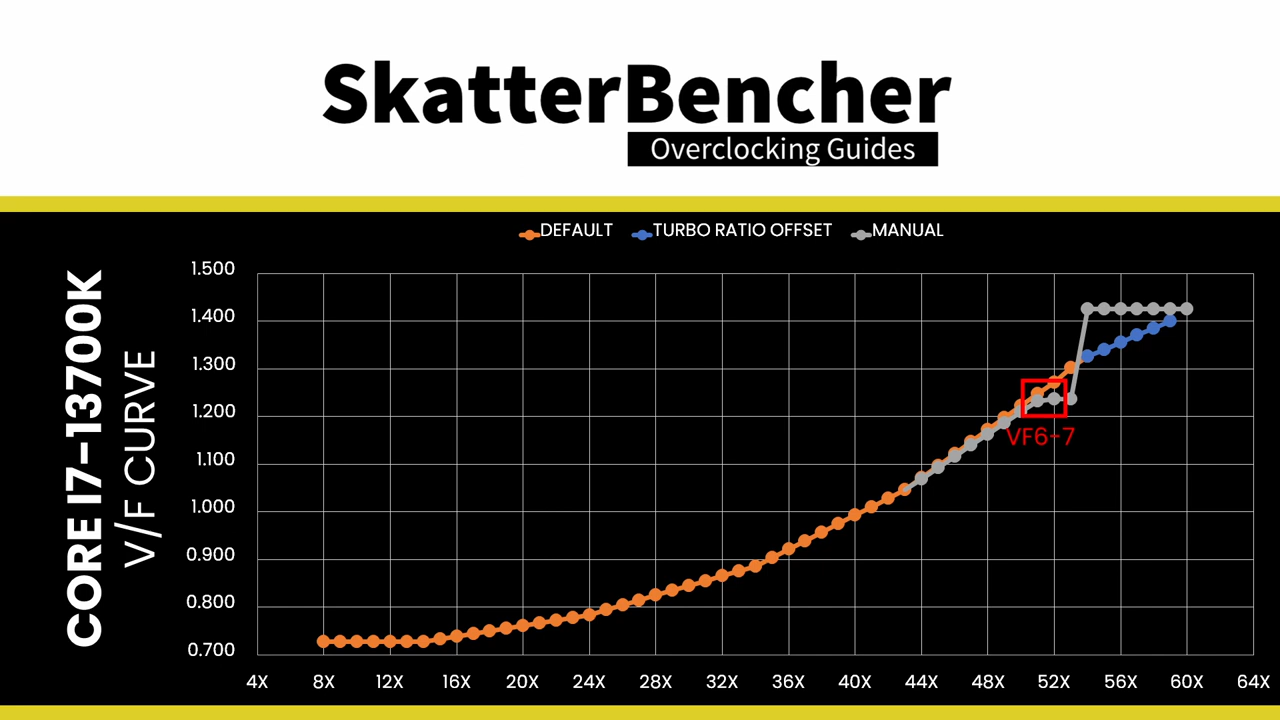 SkatterBencher
Overclocking Guides
DEFAULT TURBO RATIO OFFSET MANUAL
CORE I7-13700K
V/F CURVE
1.500
1.400
1.300
1.200
1.100
1.000
0.900
0.800
0.700
VF6-7
4X 8X 12X 16X 20X 24X 28X 32X 36X 40X 44X 48X 52X 56X 60X 64X